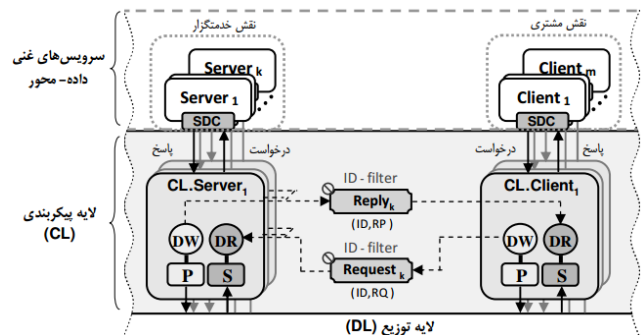 نقش خدمتگزار
نقش مشتری
سرویس‌های غنی
داده- محور
Server k
Server 1
SDC
Client m
Client 1
SDC
پاسخ
درخواست
درخواست
پاسخ
لایه پیکربندی
(CL)
CL.Server1
DW
DR
P
S
ID - filter
Replyk
(ID,RP)
ID - filter
Request k
(ID,RQ)
CL.Client1
DW
DR
P
S
لایه توزیع (DL)